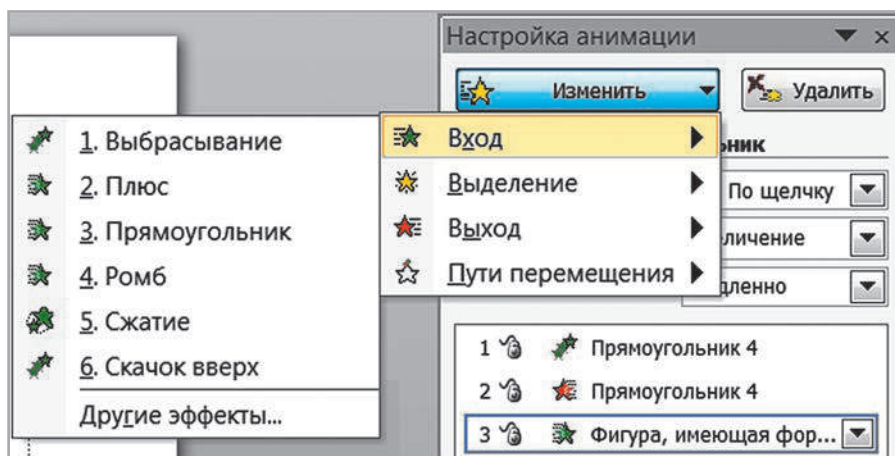 Настройка анимации
Изменить
Удалить
Вход
Выделение
Выход
Пути перемещения
1. Выбрасывание
2. Плюс
3. Прямоугольник
4. Ромб
5. Сжатие
6. Скачок вверх
Другие эффекты...
По щелчку
1 Прямоугольник 4
2 Прямоугольник 4
3 Фигура, имеющая фор...